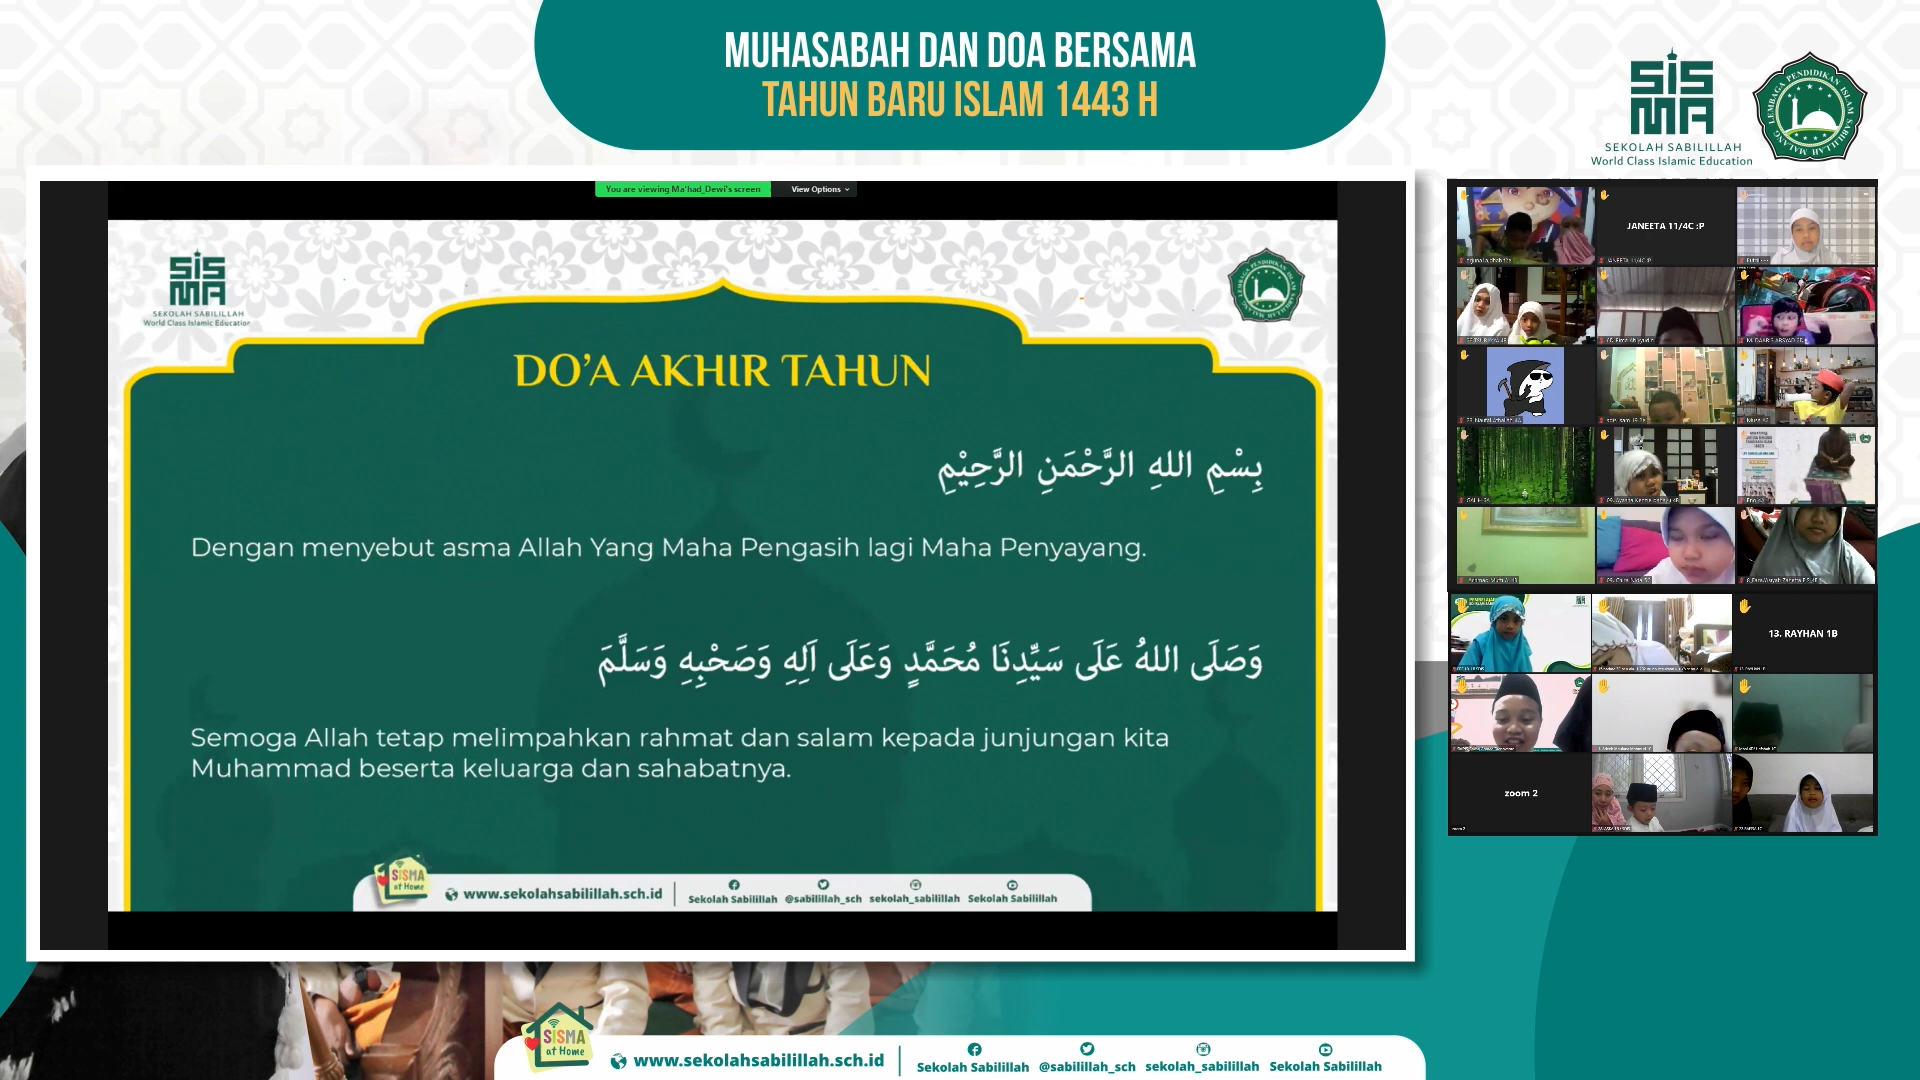 MUHASABAH DAN DOA BERSAMA
TAHUN BARU ISLAM 1443 H
SISMA
SEKOLAH SABILILLAH
World Class Islamic Education
LEMBAGA PENDIDIKAN ISLAM SABILILLAH MALANG
You are viewing Ma'had_Dewi's screen
View Options
SISMA
SEKOLAH SABILILLAH
World Class Islamic Education
DO'A AKHIR TAHUN
بِسْمِ اللهِ الرَّحْمَنِ الرَّحِيْمِ
Dengan menyebut asma Allah Yang Maha Pengasih lagi Maha Penyayang.
وَصَلَى اللهُ عَلَى سَيِّدِنَا مُحَمَّدٍ وَعَلَى آلِهِ وَصَحْبِهِ وَسَلَّمَ
Semoga Allah tetap melimpahkan rahmat dan salam kepada junjungan kita
Muhammad beserta keluarga dan sahabatnya.
SISMA
at Home
www.sekolahsabilillah.sch.id
Sekolah Sabilillah @sabilillah_sch sekolah_sabilillah Sekolah Sabilillah
JANEETA 11/4C :P
13. RAYHAN 1B
zoom 2
SISMA
at Home
www.sekolahsabilillah.sch.id
Sekolah Sabilillah @sabilillah_sch sekolah_sabilillah Sekolah Sabilillah